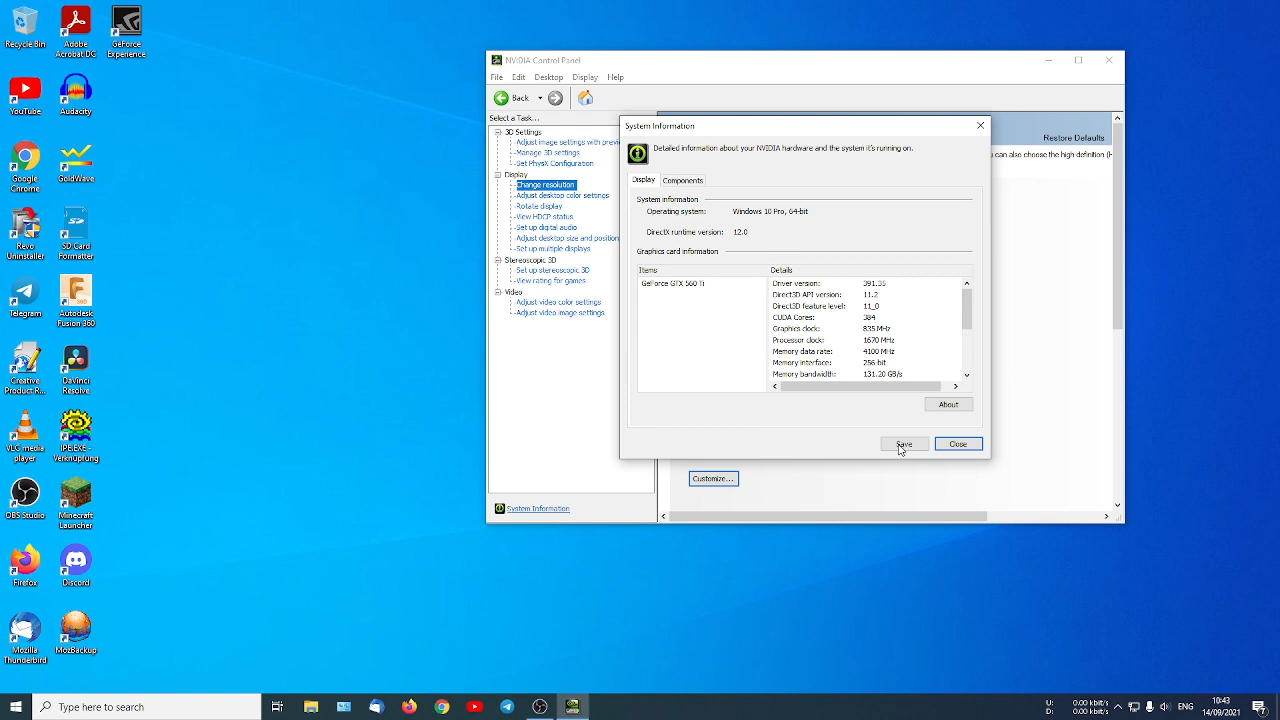 Recycle Bin
Adobe
Acrobat DC
GeForce
Experience
YouTube
Audacity
Google
Chrome
GoldWave
Revo
Uninstaller
SD Card
Formatter
Telegram
Autodesk
Fusion 360
Creative
Product R...
DaVinci
Resolve
VLC media
player
IPE.EXE -
Verknüpfung
OBS Studio
Minecraft
Launcher
Firefox
Discord
Mozilla
Thunderbird
MozBackup
NVIDIA Control Panel
File Edit Desktop Display Help
Back
Select a Task...
3D Settings
Adjust image settings with previ
Manage 3D settings
Set PhysX Configuration
Display
Change resolution
Adjust desktop color settings
Rotate display
View HDCP status
Set up digital audio
Adjust desktop size and position
Set up multiple displays
Stereoscopic 3D
Set up stereoscopic 3D
View rating for games
Video
Adjust video color settings
Adjust video image settings
System Information
Restore Defaults
can also choose the high-definition (H
Customize...
System Information
Detailed information about your NVIDIA hardware and the system it's running on.
Display Components
System information
Operating system: Windows 10 Pro, 64-bit
DirectX runtime version: 12.0
Graphics card information
Items Details
GeForce GTX 560 Ti
Driver version: 391.35
Direct3D API version: 11.2
Direct3D feature level: 11_0
CUDA Cores: 384
Graphics clock: 835 MHz
Processor clock: 1670 MHz
Memory data rate: 4100 MHz
Memory interface: 256-bit
Memory bandwidth: 131.20 GB/s
About
Save Close
Type here to search
U: 0.00 kbit/s
D: 0.00 kbit/s
ENG
10:43
14/09/2021